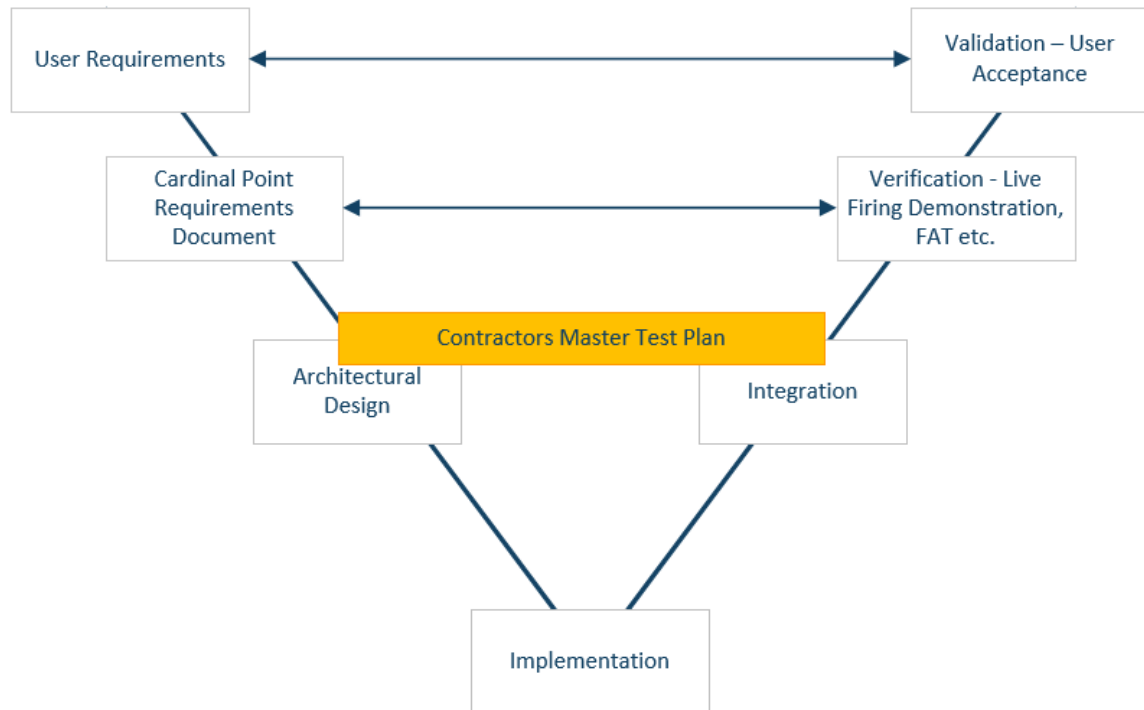 User Requirements
Validation – User
Acceptance
Cardinal Point
Requirements
Document
Verification - Live
Firing Demonstration,
FAT etc.
Contractors Master Test Plan
Architectural
Design
Integration
Implementation